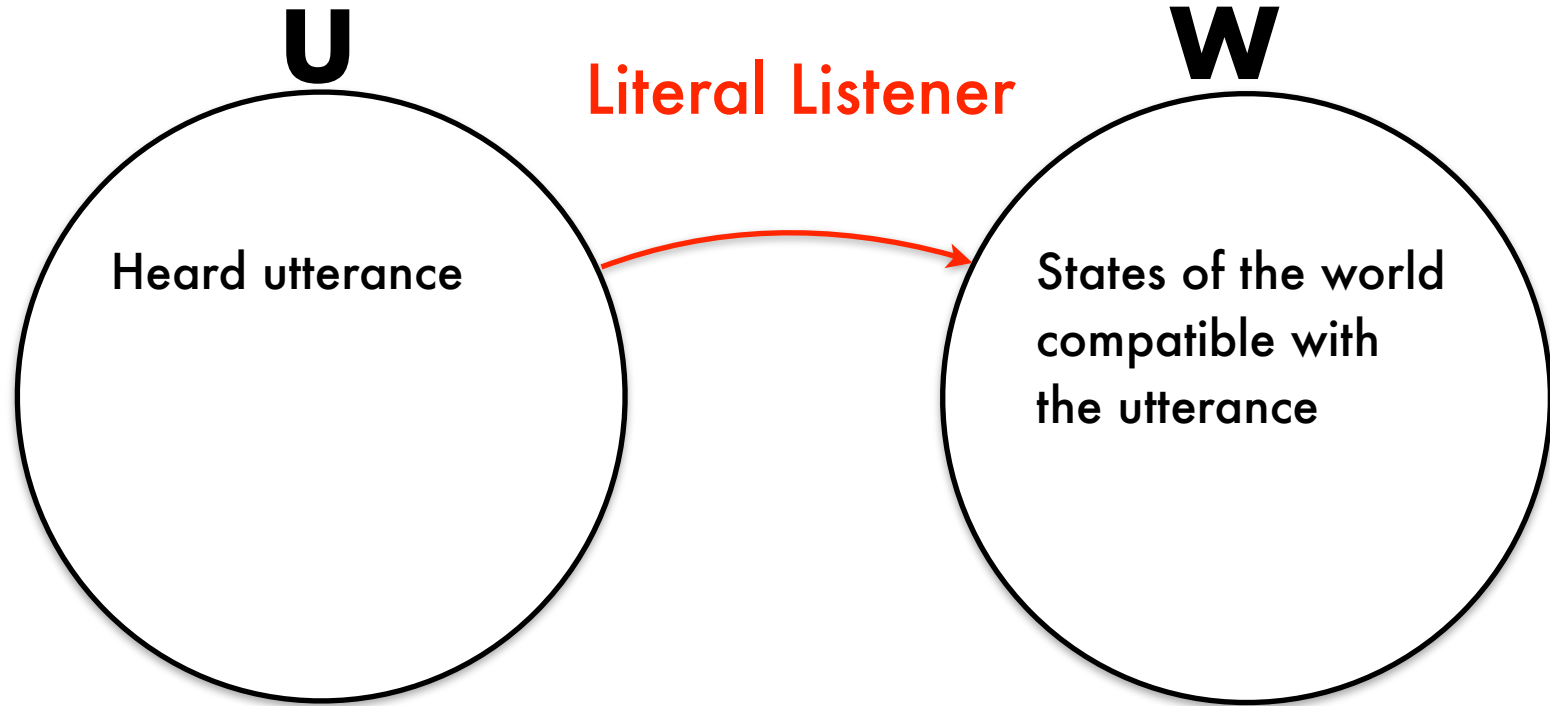 U
Literal Listener
W
Heard utterance
States of the world
compatible with
the utterance